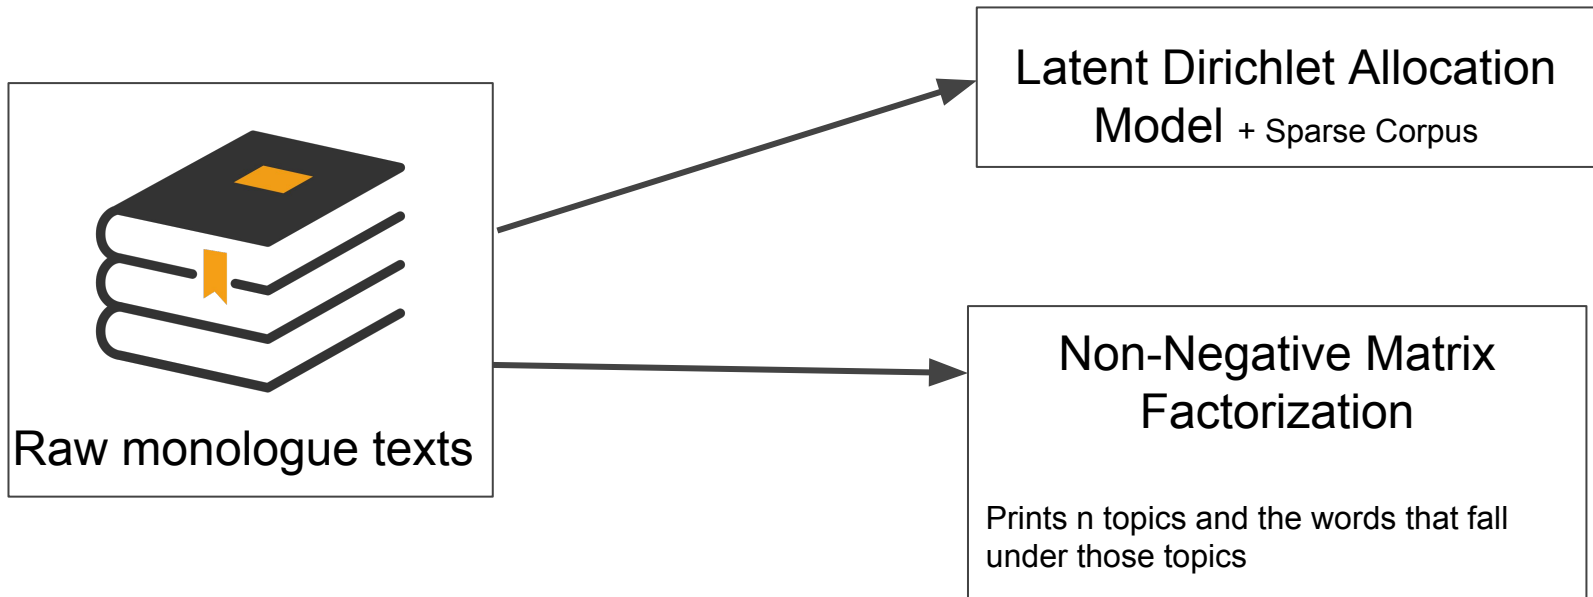 Raw monologue texts
Latent Dirichlet Allocation
Model + Sparse Corpus
Non-Negative Matrix
Factorization
Prints n topics and the words that fall
under those topics